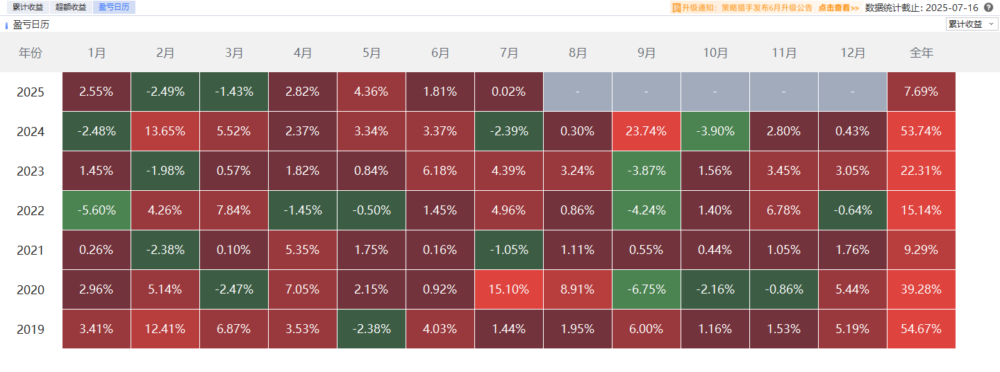 累计收益 超额收益 盈亏日历 新 升级通知：策略猎手发布6月升级公告 点击查看>> 数据统计截止: 2025-07-16 ?
盈亏日历 累计收益
年份 1月 2月 3月 4月 5月 6月 7月 8月 9月 10月 11月 12月 全年
2025 2.55% -2.49% -1.43% 2.82% 4.36% 1.81% 0.02% - - - - - 7.69%
2024 -2.48% 13.65% 5.52% 2.37% 3.34% 3.37% -2.39% 0.30% 23.74% -3.90% 2.80% 0.43% 53.74%
2023 1.45% -1.98% 0.57% 1.82% 0.84% 6.18% 4.39% 3.24% -3.87% 1.56% 3.45% 3.05% 22.31%
2022 -5.60% 4.26% 7.84% -1.45% -0.50% 1.45% 4.96% 0.86% -4.24% 1.40% 6.78% -0.64% 15.14%
2021 0.26% -2.38% 0.10% 5.35% 1.75% 0.16% -1.05% 1.11% 0.55% 0.44% 1.05% 1.76% 9.29%
2020 2.96% 5.14% -2.47% 7.05% 2.15% 0.92% 15.10% 8.91% -6.75% -2.16% -0.86% 5.44% 39.28%
2019 3.41% 12.41% 6.87% 3.53% -2.38% 4.03% 1.44% 1.95% 6.00% 1.16% 1.53% 5.19% 54.67%